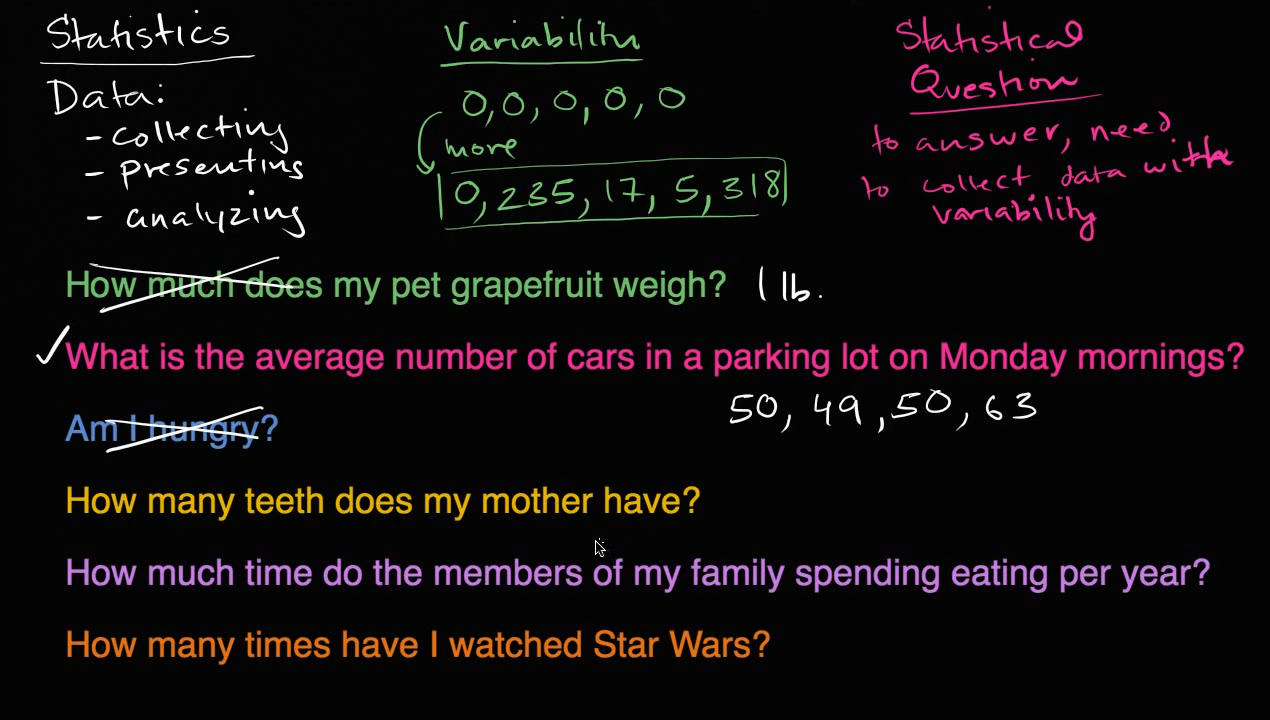 Statistics
Data:
- collecting
- presenting
- analyzing
Variability
0, 0, 0, 0, 0
more
0, 235, 17, 5, 318
Statistical
Question
to answer, need
to collect data with
variability
How much does my pet grapefruit weigh? 1 lb.
✓What is the average number of cars in a parking lot on Monday mornings?
50, 49, 50, 63
Am I hungry?
How many teeth does my mother have?
How much time do the members of my family spending eating per year?
How many times have I watched Star Wars?